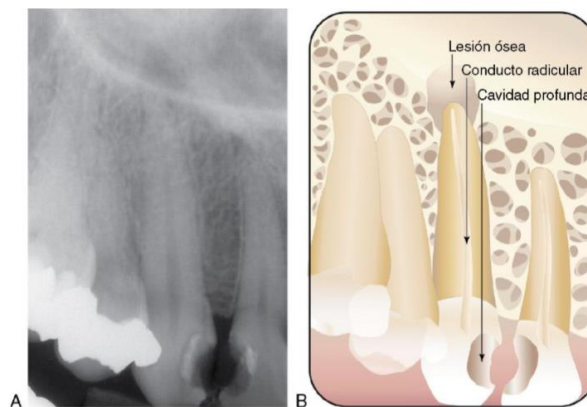 Lesión ósea
Conducto radicular
Cavidad profunda
A
B